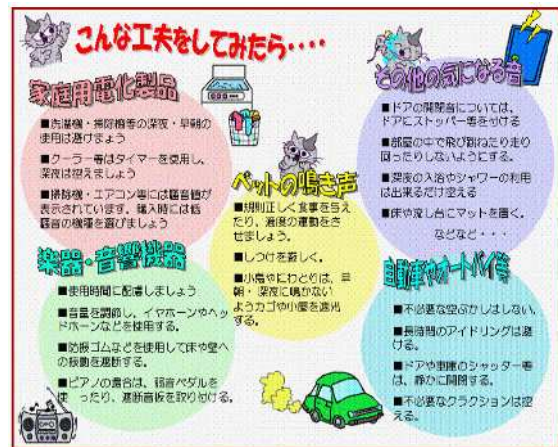 こんな工夫をしてみたら････
家庭用電化製品
■洗濯機・掃除機等の深夜・早朝の
使用は避けましょう
■クーラー等はタイマーを使用し、
深夜は控えましょう
■掃除機・エアコン等には騒音値が
表示されています。購入時には低
騒音の機種を選びましょう
その他の気になる音
■ドアの開閉音については、
ドアにストッパー等を付ける
■部屋の中で飛び跳ねたり走り
回ったりしないようにする。
■深夜の入浴やシャワーの利用
は出来るだけ控える
■床や流し台にマットを置く。
などなど・・・
ペットの鳴き声
■規則正しく食事を与え
たり、適度の運動をさ
せましょう。
■しつけを厳しく。
■小鳥やにわとりは、早
朝・深夜に鳴かない
ようカゴや小屋を遮光
する。
楽器・音響機器
■使用時間に配慮しましょう
■音量を調節し、イヤホーンやヘッ
ドホーンなどを使用する。
■防振ゴムなどを使用して床や壁へ
の振動を遮断する。
■ピアノの場合は、弱音ペダルを
使 ったり、遮断音板を取り付ける。
自動車やオートバイ等
■不必要な空ぶかしはしない。
■長時間のアイドリングは避
ける。
■ドアや車庫のシャッター等
は、静かに開閉する。
■不必要なクラクションは控
える。